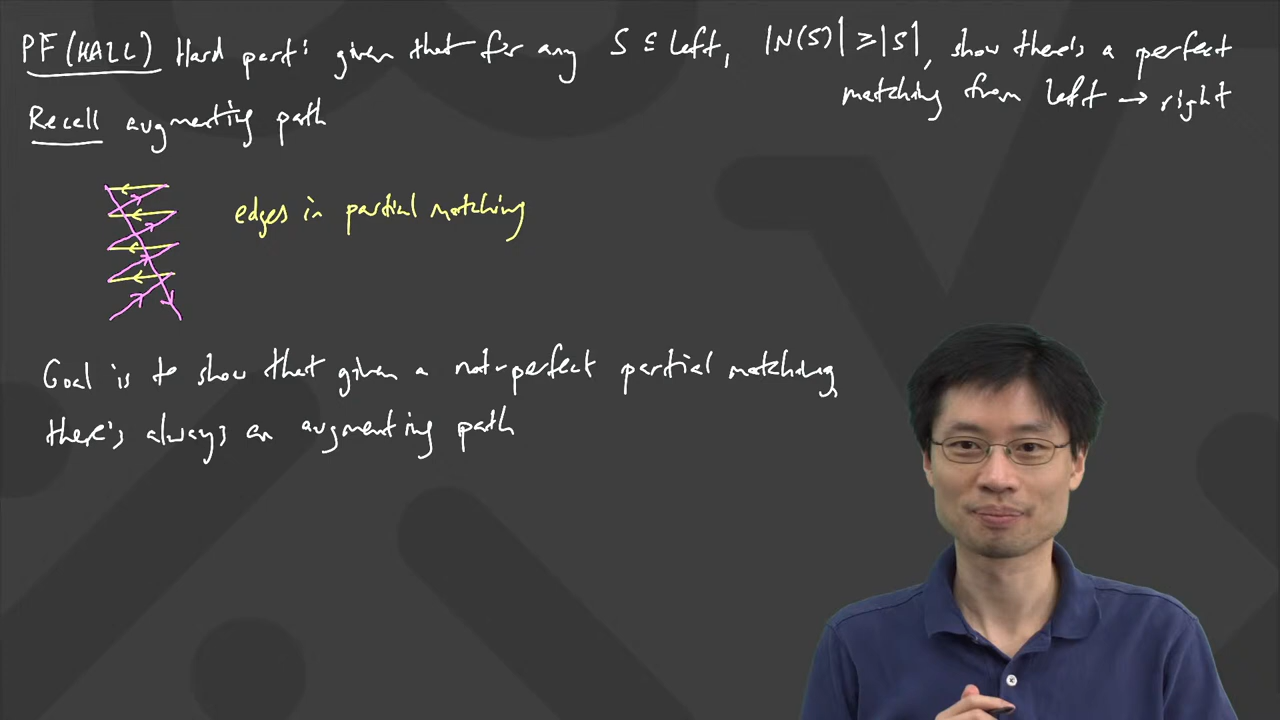 PF (HALL) Hard part: given that for any S ⊆ left, |N(S)| ≥ |S|, show there's a perfect
matching from left → right
Recall augmenting path
edges in partial matching
Goal is to show that given a not-perfect partial matching,
there's always an augmenting path